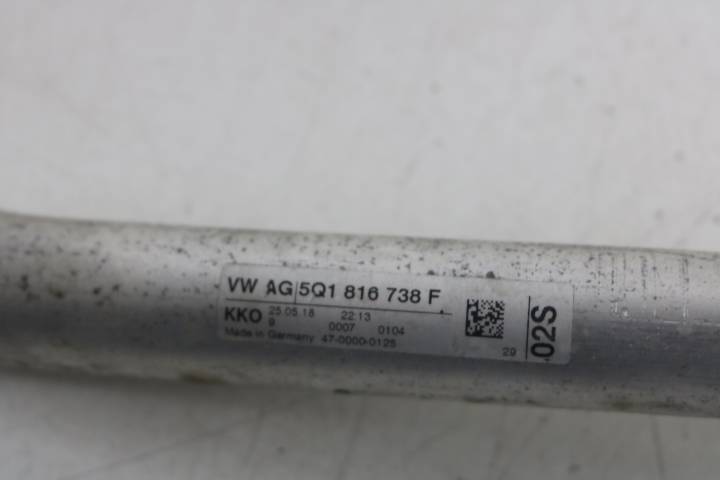 VW AG 5Q1 816 738 F
KKO 25.05.18 22:13
9 0007 0104
Made in Germany 47-0000-0125
29
02S